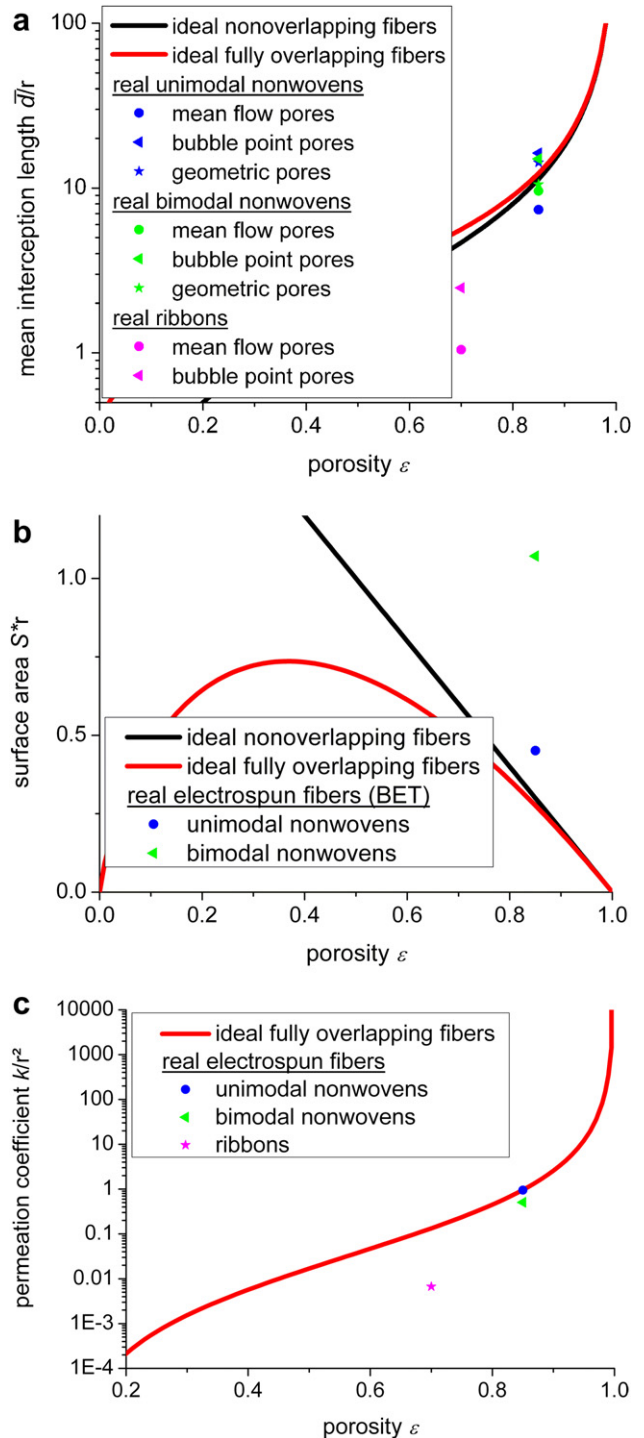 a
100
10
1
mean interception length d̅/r
ideal nonoverlapping fibers
ideal fully overlapping fibers
real unimodal nonwovens
mean flow pores
bubble point pores
geometric pores
real bimodal nonwovens
mean flow pores
bubble point pores
geometric pores
real ribbons
mean flow pores
bubble point pores
0.0 0.2 0.4 0.6 0.8 1.0
porosity ε
b
1.0
0.5
0.0
surface area S*r
ideal nonoverlapping fibers
ideal fully overlapping fibers
real electrospun fibers (BET)
unimodal nonwovens
bimodal nonwovens
0.0 0.2 0.4 0.6 0.8 1.0
porosity ε
c
10000
1000
100
10
1
0.1
0.01
1E-3
1E-4
permeation coefficient k/r²
ideal fully overlapping fibers
real electrospun fibers
unimodal nonwovens
bimodal nonwovens
ribbons
0.2 0.4 0.6 0.8 1.0
porosity ε